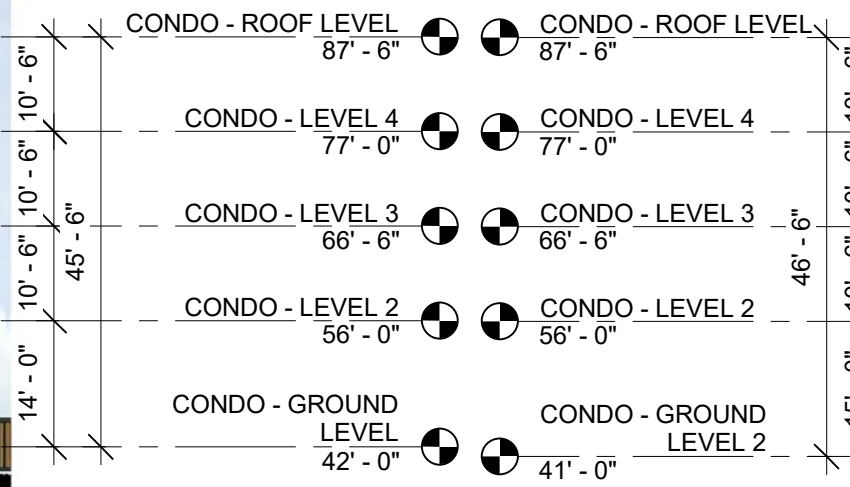 CONDO - ROOF LEVEL
87' - 6"
CONDO - LEVEL 4
77' - 0"
CONDO - LEVEL 3
66' - 6"
CONDO - LEVEL 2
56' - 0"
CONDO - GROUND
LEVEL
42' - 0"
10' - 6"
10' - 6"
10' - 6"
14' - 0"
45' - 6"
CONDO - ROOF LEVEL
87' - 6"
CONDO - LEVEL 4
77' - 0"
CONDO - LEVEL 3
66' - 6"
CONDO - LEVEL 2
56' - 0"
CONDO - GROUND
LEVEL 2
41' - 0"
46' - 6"